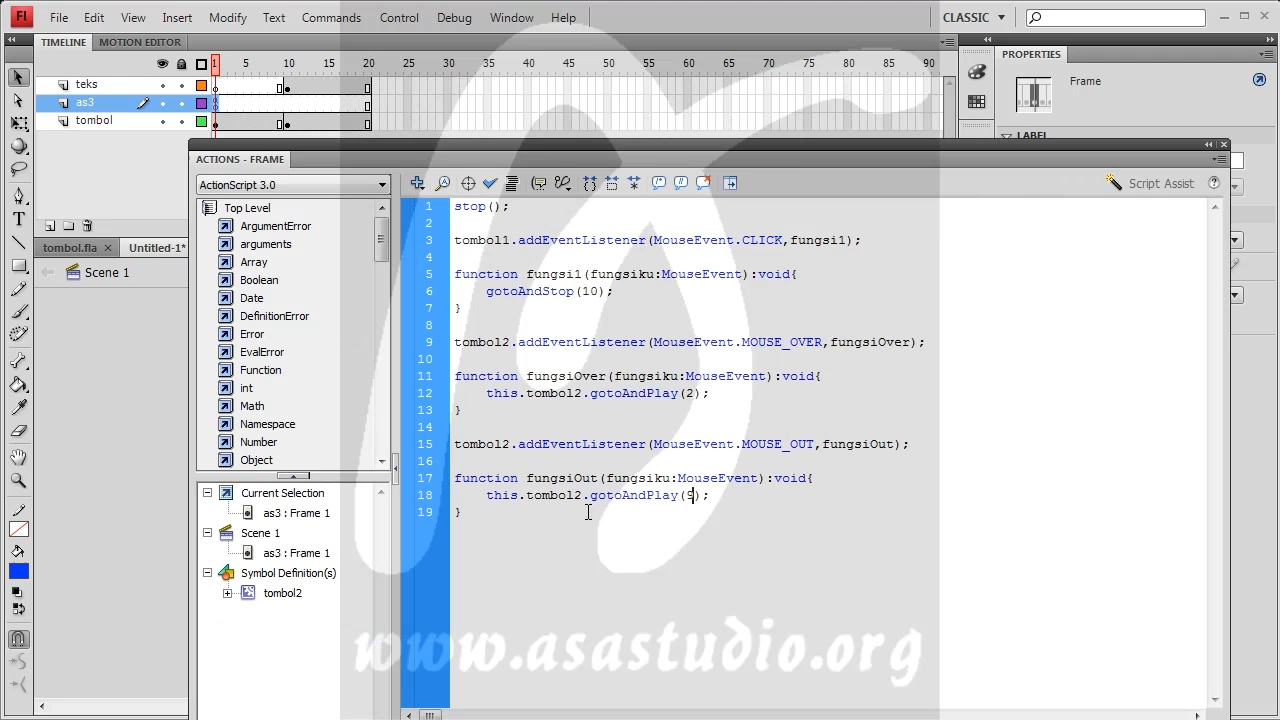 Fl File Edit View Insert Modify Text Commands Control Debug Window Help CLASSIC
TIMELINE MOTION EDITOR
PROPERTIES
1 5 10 15 20 25 30 35 40 45 50 55 60 65 70 75 80 85 90
teks
as3
tombol
Frame
LABEL
ACTIONS - FRAME
ActionScript 3.0
Script Assist
Top Level
ArgumentError
arguments
Array
Boolean
Date
DefinitionError
Error
EvalError
Function
int
Math
Namespace
Number
Object
tombol.fla × Untitled-1*
Scene 1
Current Selection
as3 : Frame 1
Scene 1
as3 : Frame 1
Symbol Definition(s)
tombol2
1 stop();
2
3 tombol1.addEventListener(MouseEvent.CLICK,fungsi1);
4
5 function fungsi1(fungsiku:MouseEvent):void{
6 gotoAndStop(10);
7 }
8
9 tombol2.addEventListener(MouseEvent.MOUSE_OVER,fungsiOver);
10
11 function fungsiOver(fungsiku:MouseEvent):void{
12 this.tombol2.gotoAndPlay(2);
13 }
14
15 tombol2.addEventListener(MouseEvent.MOUSE_OUT,fungsiOut);
16
17 function fungsiOut(fungsiku:MouseEvent):void{
18 this.tombol2.gotoAndPlay(9);
19 }
www.asastudio.org